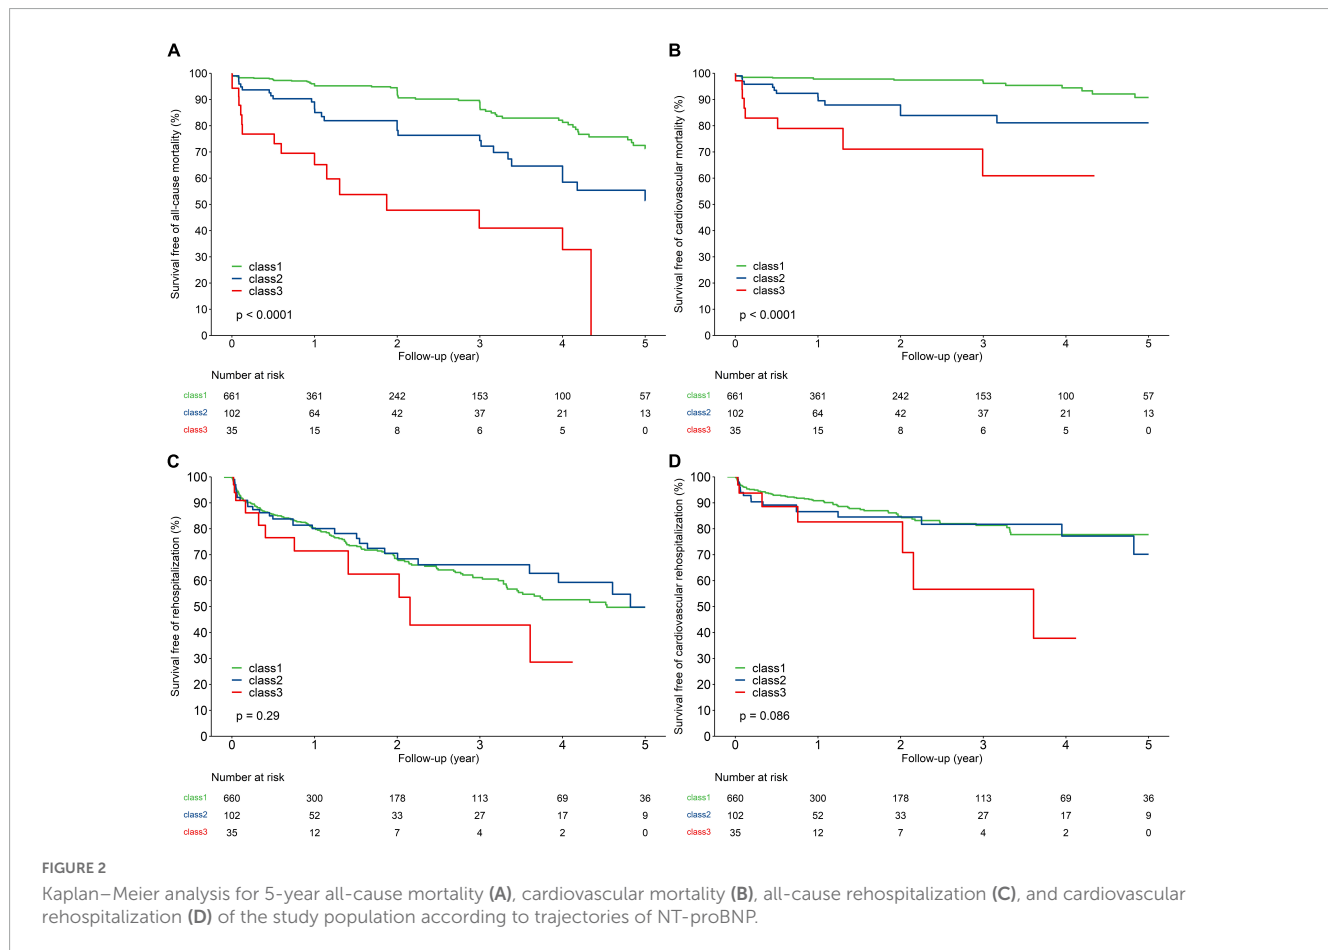 A
Survival free of all-cause mortality (%)
100
90
80
70
60
50
40
30
20
10
0
class1
class2
class3
p < 0.0001
0 1 2 3 4 5
Follow-up (year)
Number at risk
class1 661 361 242 153 100 57
class2 102 64 42 37 21 13
class3 35 15 8 6 5 0
B
Survival free of cardiovascular mortality (%)
100
90
80
70
60
50
40
30
20
10
0
class1
class2
class3
p < 0.0001
0 1 2 3 4 5
Follow-up (year)
Number at risk
class1 661 361 242 153 100 57
class2 102 64 42 37 21 13
class3 35 15 8 6 5 0
C
Survival free of rehospitalization (%)
100
90
80
70
60
50
40
30
20
10
0
class1
class2
class3
p = 0.29
0 1 2 3 4 5
Follow-up (year)
Number at risk
class1 660 300 178 113 69 36
class2 102 52 33 27 17 9
class3 35 12 7 4 2 0
D
Survival free of cardiovascular rehospitalization (%)
100
90
80
70
60
50
40
30
20
10
0
class1
class2
class3
p = 0.086
0 1 2 3 4 5
Follow-up (year)
Number at risk
class1 660 300 178 113 69 36
class2 102 52 33 27 17 9
class3 35 12 7 4 2 0
FIGURE 2
Kaplan–Meier analysis for 5-year all-cause mortality (A), cardiovascular mortality (B), all-cause rehospitalization (C), and cardiovascular
rehospitalization (D) of the study population according to trajectories of NT-proBNP.